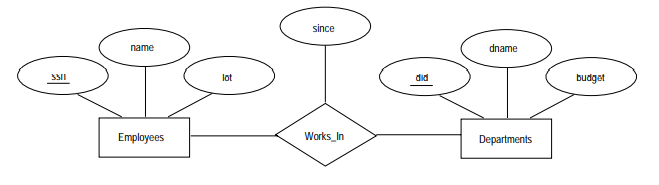 since
name
dname
ssn
lot
did
budget
Employees
Works_In
Departments